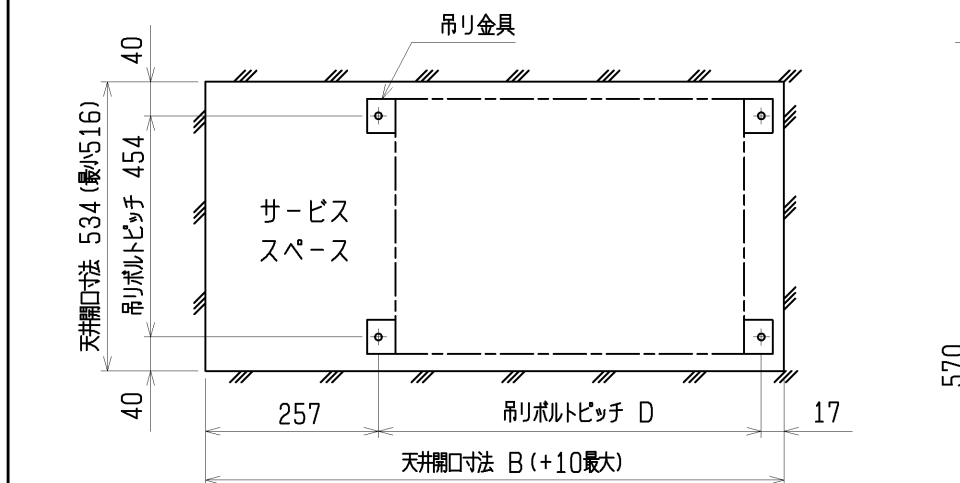 吊り金具
40
天井開口寸法 534 (最小516)
吊りボルトピッチ 454
サービス
スペース
40
257
吊りボルトピッチ D
17
天井開口寸法 B (+10最大)
570